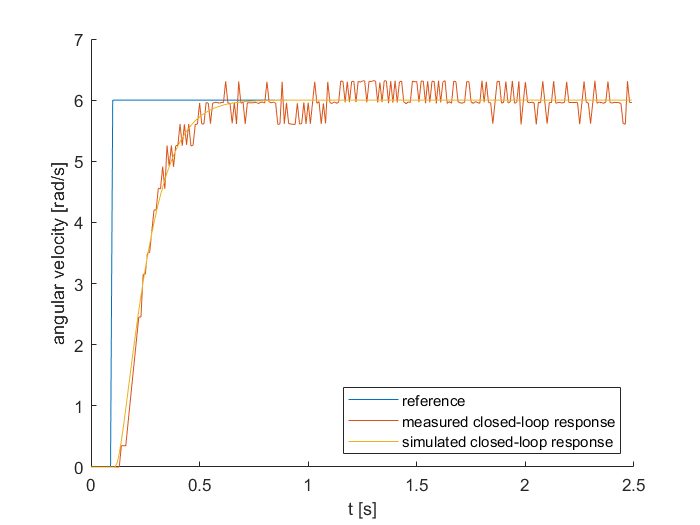 7
6
5
4
3
2
1
0
angular velocity [rad/s]
reference
measured closed-loop response
simulated closed-loop response
0 0.5 1 1.5 2 2.5
t [s]